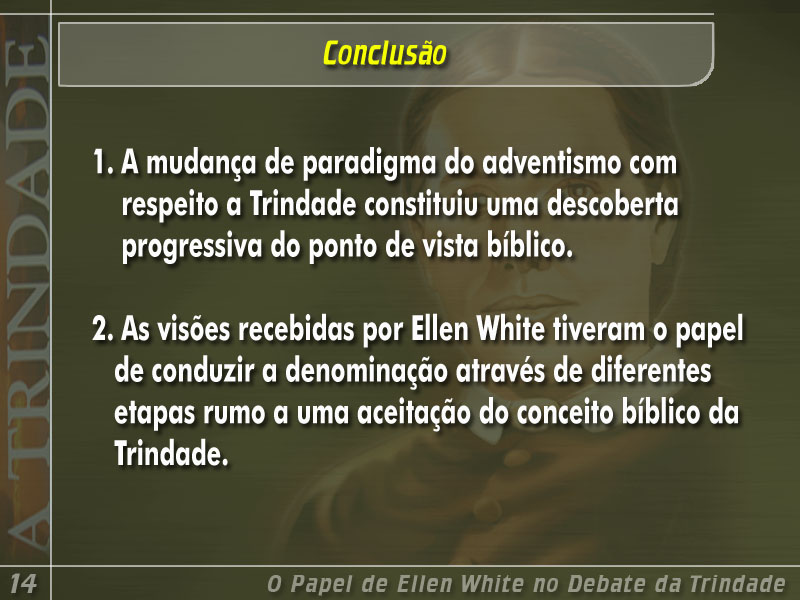 Conclusão
1. A mudança de paradigma do adventismo com
respeito a Trindade constituiu uma descoberta
progressiva do ponto de vista bíblico.
2. As visões recebidas por Ellen White tiveram o papel
de conduzir a denominação através de diferentes
etapas rumo a uma aceitação do conceito bíblico da
Trindade.
A TRINDADE
14
O Papel de Ellen White no Debate da Trindade